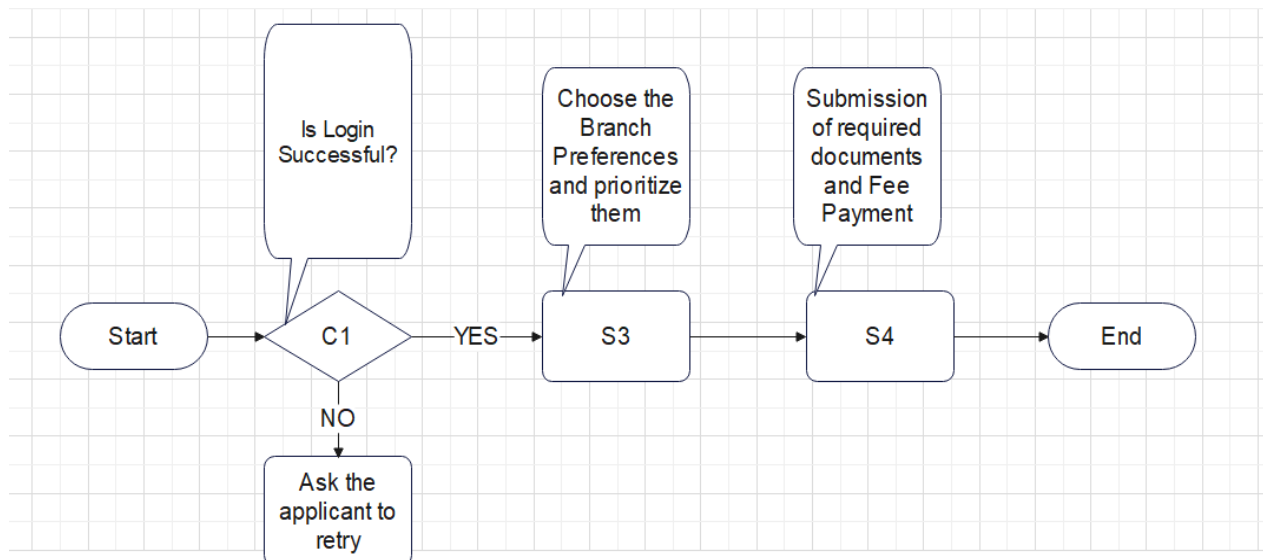 Is Login
Successful?
Choose the
Branch
Preferences
and prioritize
them
Submission
of required
documents
and Fee
Payment
Start
C1
YES
S3
S4
End
NO
Ask the
applicant to
retry